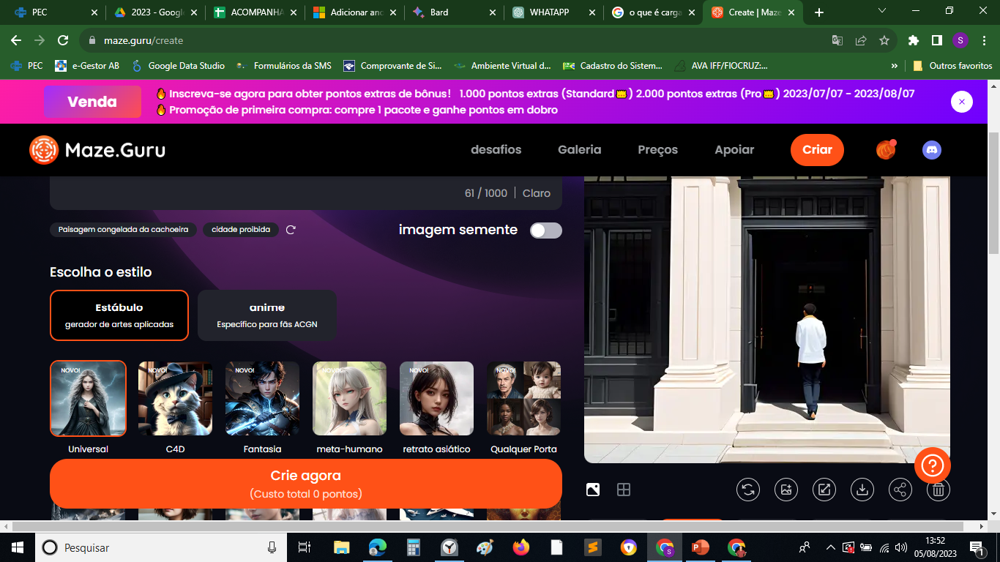 PEC
2023 - Googl
ACOMPANHA
Adicionar ano
Bard
WHATAPP
o que é carga
Create | Maze
maze.guru/create
S
PEC
e-Gestor AB
Google Data Studio
Formulários da SMS
Comprovante de Si...
Ambiente Virtual d...
Cadastro do Sistem...
AVA IFF/FIOCRUZ:...
»
Outros favoritos
Venda
Inscreva-se agora para obter pontos extras de bônus! 1.000 pontos extras (Standard ) 2.000 pontos extras (Pro ) 2023/07/07 - 2023/08/07
Promoção de primeira compra: compre 1 pacote e ganhe pontos em dobro
Maze.Guru
desafios
Galeria
Preços
Apoiar
Criar
61 / 1000 | Claro
Paisagem congelada da cachoeira
cidade proibida
imagem semente
Escolha o estilo
Estábulo
gerador de artes aplicadas
anime
Específico para fãs ACGN
NOVO!
NOVO!
NOVO!
NOVO!
NOVO!
NOVO!
Universal
C4D
Fantasia
meta-humano
retrato asiático
Qualquer Porta
Crie agora
(Custo total 0 pontos)
Pesquisar
13:52
05/08/2023
1